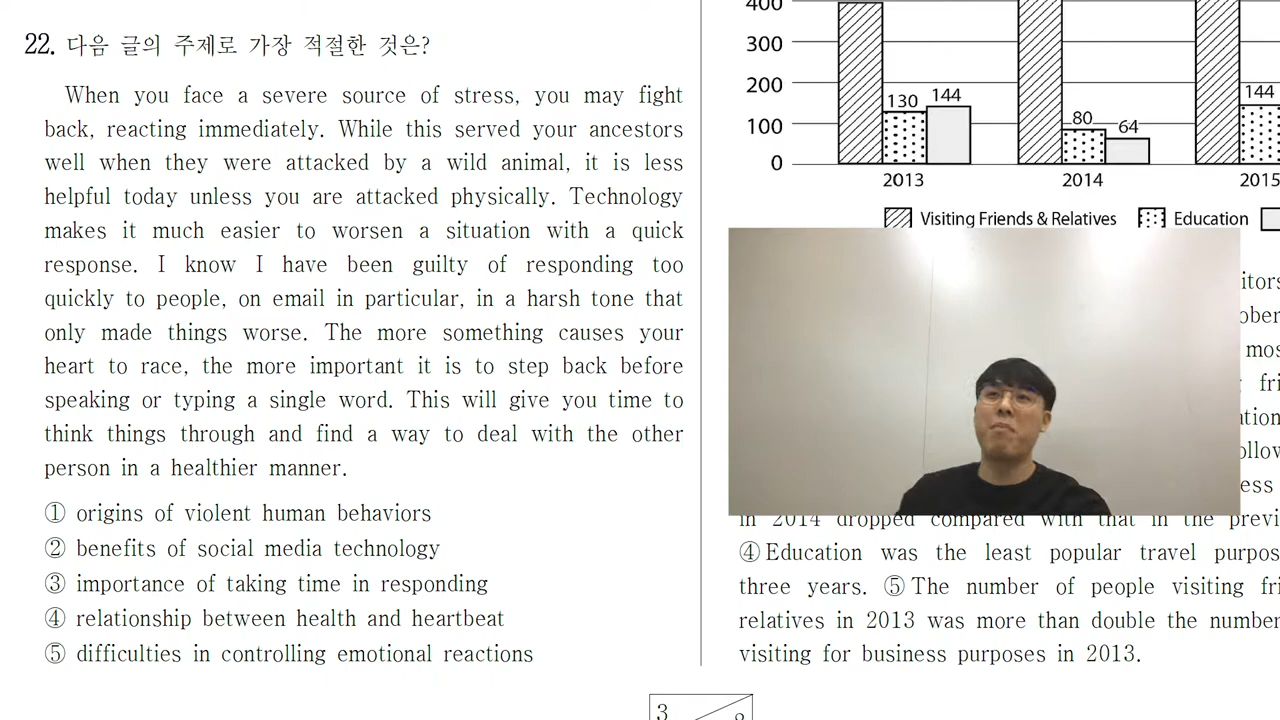 22. 다음 글의 주제로 가장 적절한 것은?
When you face a severe source of stress, you may fight
back, reacting immediately. While this served your ancestors
well when they were attacked by a wild animal, it is less
helpful today unless you are attacked physically. Technology
makes it much easier to worsen a situation with a quick
response. I know I have been guilty of responding too
quickly to people, on email in particular, in a harsh tone that
only made things worse. The more something causes your
heart to race, the more important it is to step back before
speaking or typing a single word. This will give you time to
think things through and find a way to deal with the other
person in a healthier manner.
① origins of violent human behaviors
② benefits of social media technology
③ importance of taking time in responding
④ relationship between health and heartbeat
⑤ difficulties in controlling emotional reactions
400
300
200
100
0
130 144
80 64
144
2013 2014 2015
Visiting Friends & Relatives Education
in 2014 dropped compared with that in the previ
④ Education was the least popular travel purpos
three years. ⑤ The number of people visiting fri
relatives in 2013 was more than double the number
visiting for business purposes in 2013.
3